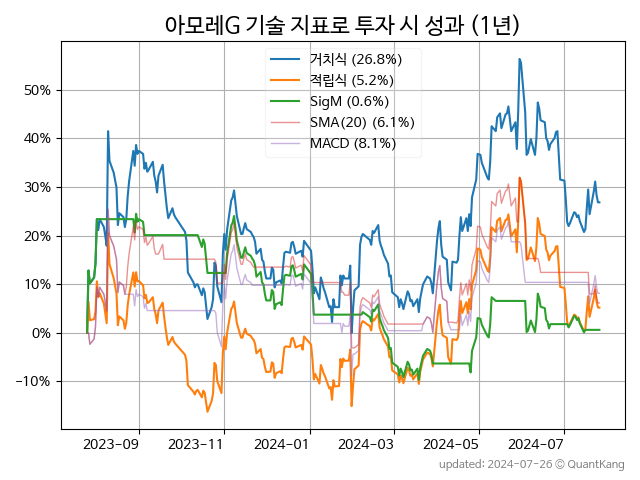 아모레G 기술 지표로 투자 시 성과 (1년)
거치식 (26.8%)
적립식 (5.2%)
SigM (0.6%)
SMA(20) (6.1%)
MACD (8.1%)
50%
40%
30%
20%
10%
0%
−10%
2023-09 2023-11 2024-01 2024-03 2024-05 2024-07
updated: 2024-07-26 © QuantKang